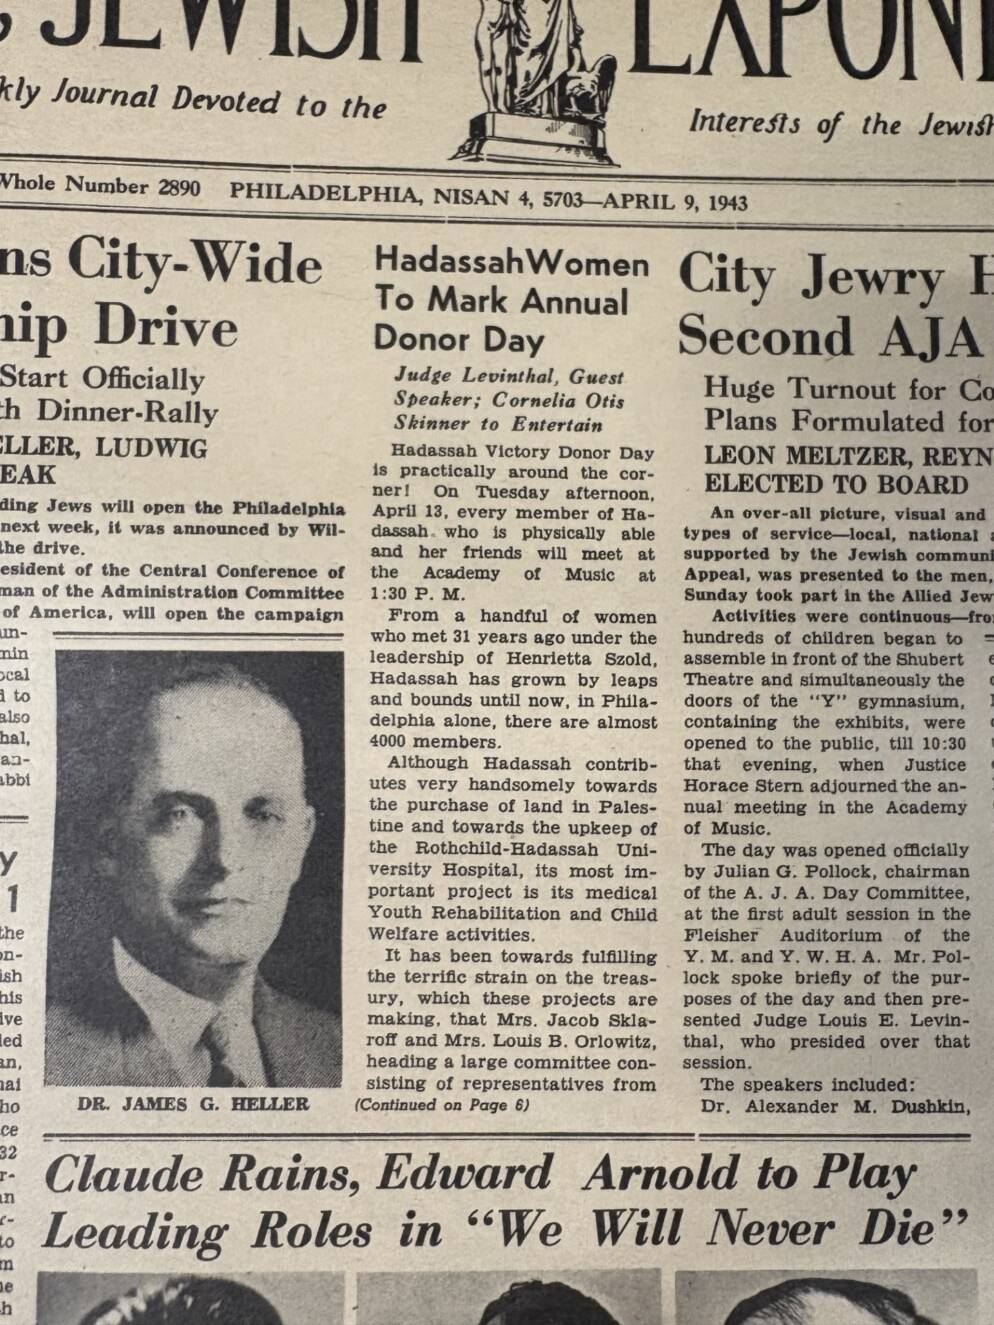 JEWISH
Journal Devoted to the
Interests of the
Whole Number 2890 PHILADELPHIA, NISAN 4, 5703—APRIL 9, 1943
City-Wide
Drive
Start Officially
Dinner-Rally
LUDWIG
Jews will open the Philadelphia
next week, it was announced by Wil-
the drive.
of the Central Conference of
of the Administration Committee
of America, will open the campaign
DR. JAMES G. HELLER
HadassahWomen
To Mark Annual
Donor Day
Judge Levinthal, Guest
Speaker; Cornelia Otis
Skinner to Entertain
Hadassah Victory Donor Day
is practically around the cor-
ner! On Tuesday afternoon,
April 13, every member of Ha-
dassah who is physically able
and her friends will meet at
the Academy of Music at
1:30 P. M.
From a handful of women
who met 31 years ago under the
leadership of Henrietta Szold,
Hadassah has grown by leaps
and bounds until now, in Phila-
delphia alone, there are almost
4000 members.
Although Hadassah contrib-
utes very handsomely towards
the purchase of land in Pales-
tine and towards the upkeep of
the Rothchild-Hadassah Uni-
versity Hospital, its most im-
portant project is its medical
Youth Rehabilitation and Child
Welfare activities.
It has been towards fulfilling
the terrific strain on the treas-
ury, which these projects are
making, that Mrs. Jacob Skla-
roff and Mrs. Louis B. Orlowitz,
heading a large committee con-
sisting of representatives from
(Continued on Page 6)
City Jewry
Second AJA
Huge Turnout for
Plans Formulated for
LEON MELTZER,
ELECTED TO BOARD
An over-all picture, visual and
types of service—local, national
supported by the Jewish
Appeal, was presented to the men,
Sunday took part in the Allied
Activities were continuous—
hundreds of children began to
assemble in front of the Shubert
Theatre and simultaneously the
doors of the "Y" gymnasium,
containing the exhibits, were
opened to the public, till 10:30
that evening, when Justice
Horace Stern adjourned the an-
nual meeting in the Academy
of Music.
The day was opened officially
by Julian G. Pollock, chairman
of the A. J. A. Day Committee,
at the first adult session in the
Fleisher Auditorium of the
Y. M. and Y. W. H. A. Mr. Pol-
lock spoke briefly of the pur-
poses of the day and then pre-
sented Judge Louis E. Levin-
thal, who presided over that
session.
The speakers included:
Dr. Alexander M. Dushkin,
Claude Rains, Edward Arnold to Play
Leading Roles in "We Will Never Die"